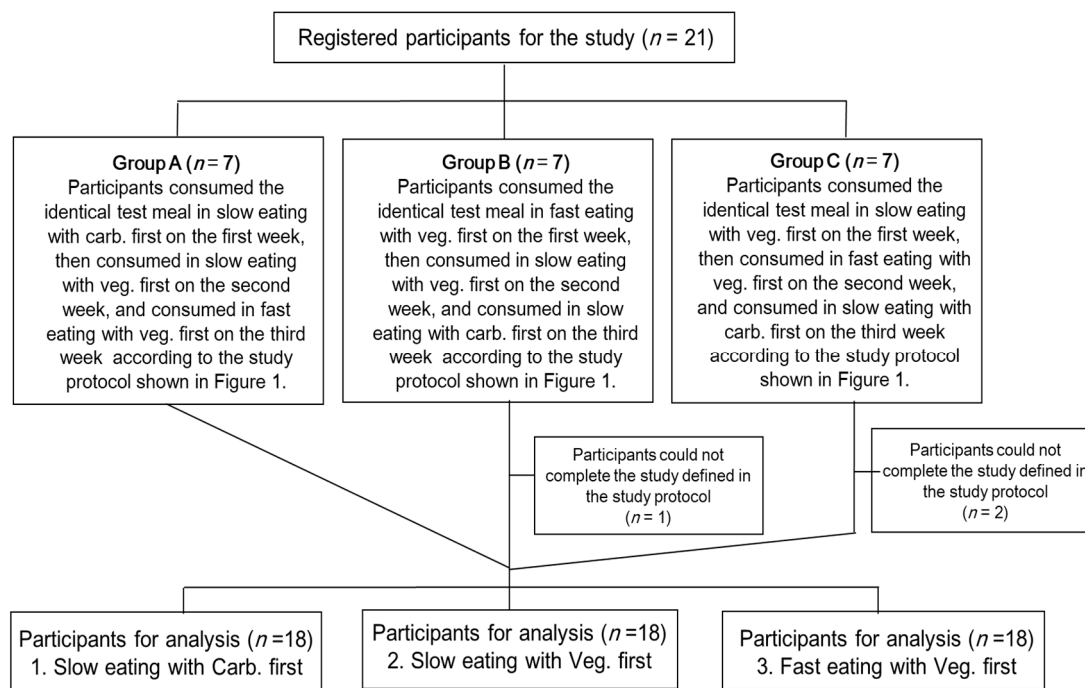 Registered participants for the study (n = 21)
Group A (n = 7)
Participants consumed the
identical test meal in slow eating
with carb. first on the first week,
then consumed in slow eating
with veg. first on the second
week, and consumed in fast
eating with veg. first on the third
week according to the study
protocol shown in Figure 1.
Group B (n = 7)
Participants consumed the
identical test meal in fast eating
with veg. first on the first week,
then consumed in slow eating
with veg. first on the second
week, and consumed in slow
eating with carb. first on the third
week according to the study
protocol shown in Figure 1.
Group C (n = 7)
Participants consumed the
identical test meal in slow eating
with veg. first on the first week,
then consumed in fast eating with
veg. first on the second week,
and consumed in slow eating with
carb. first on the third week
according to the study protocol
shown in Figure 1.
Participants could not
complete the study defined in
the study protocol
(n = 1)
Participants could not
complete the study defined in
the study protocol
(n = 2)
Participants for analysis (n =18)
1. Slow eating with Carb. first
Participants for analysis (n =18)
2. Slow eating with Veg. first
Participants for analysis (n =18)
3. Fast eating with Veg. first